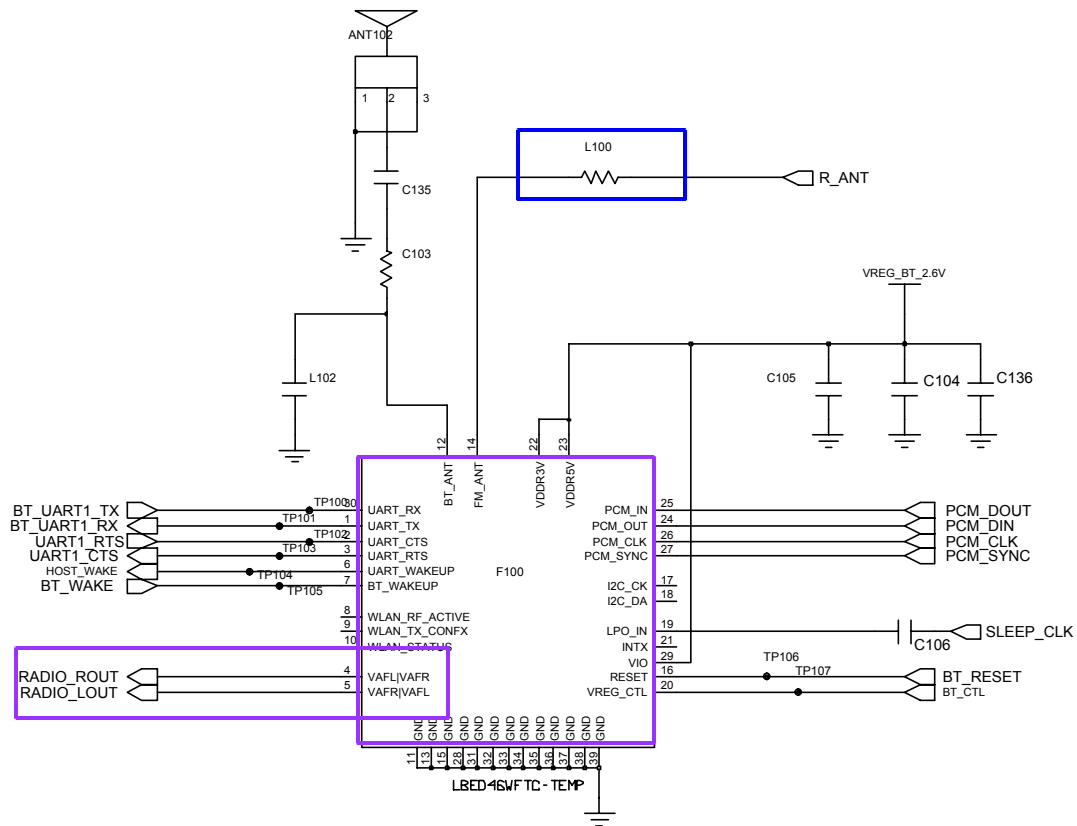 ANT102
1 2 3
C135
C103
L102
L100
R_ANT
VREG_BT_2.6V
C105
C104
C136
12
14
22
23
BT_ANT
FM_ANT
VDDR3V
VDDR5V
BT_UART1_TX
BT_UART1_RX
UART1_RTS
UART1_CTS
HOST_WAKE
BT_WAKE
RADIO_ROUT
RADIO_LOUT
TP100
TP101
TP102
TP103
TP104
TP105
30 UART_RX
1 UART_TX
2 UART_CTS
3 UART_RTS
6 UART_WAKEUP
7 BT_WAKEUP
8 WLAN_RF_ACTIVE
9 WLAN_TX_CONFX
10 WLAN_STATUS
4 VAFL|VAFR
5 VAFR|VAFL
F100
PCM_IN 25
PCM_OUT 24
PCM_CLK 26
PCM_SYNC 27
I2C_CK 17
I2C_DA 18
LPO_IN 19
INTX 21
VIO 29
RESET 16
VREG_CTL 20
PCM_DOUT
PCM_DIN
PCM_CLK
PCM_SYNC
C106
SLEEP_CLK
TP106
TP107
BT_RESET
BT_CTL
GND GND GND GND GND GND GND GND GND GND GND GND GND
11 13 15 28 31 32 33 34 35 36 37 38 39
LBED46WFTC-TEMP